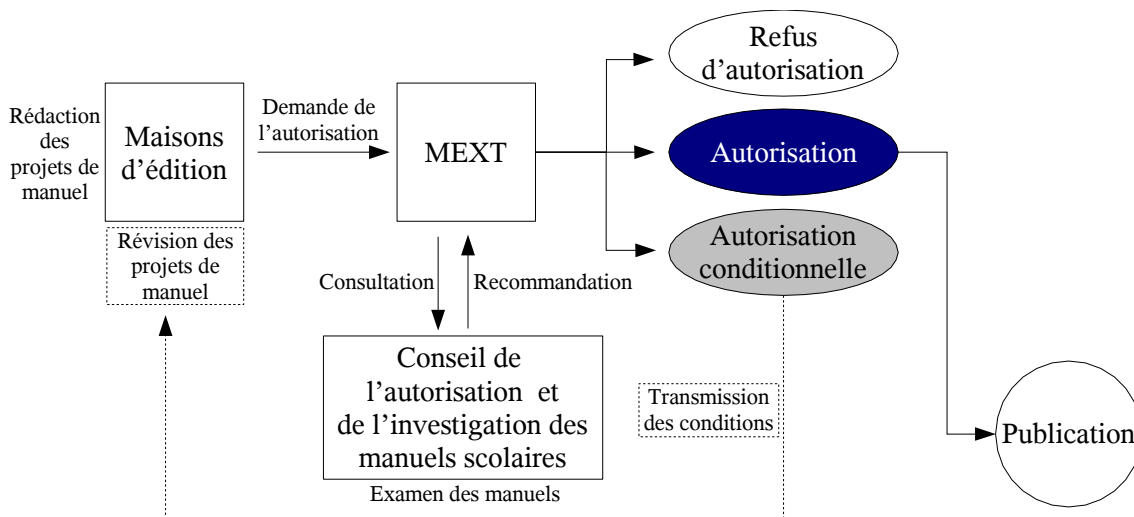 Rédaction
des
projets de
manuel
Maisons
d’édition
Révision des
projets de
manuel
Demande de
l’autorisation
MEXT
Consultation
Recommandation
Conseil de
l’autorisation et
de l’investigation des
manuels scolaires
Examen des manuels
Refus
d’autorisation
Autorisation
Autorisation
conditionnelle
Transmission
des conditions
Publication